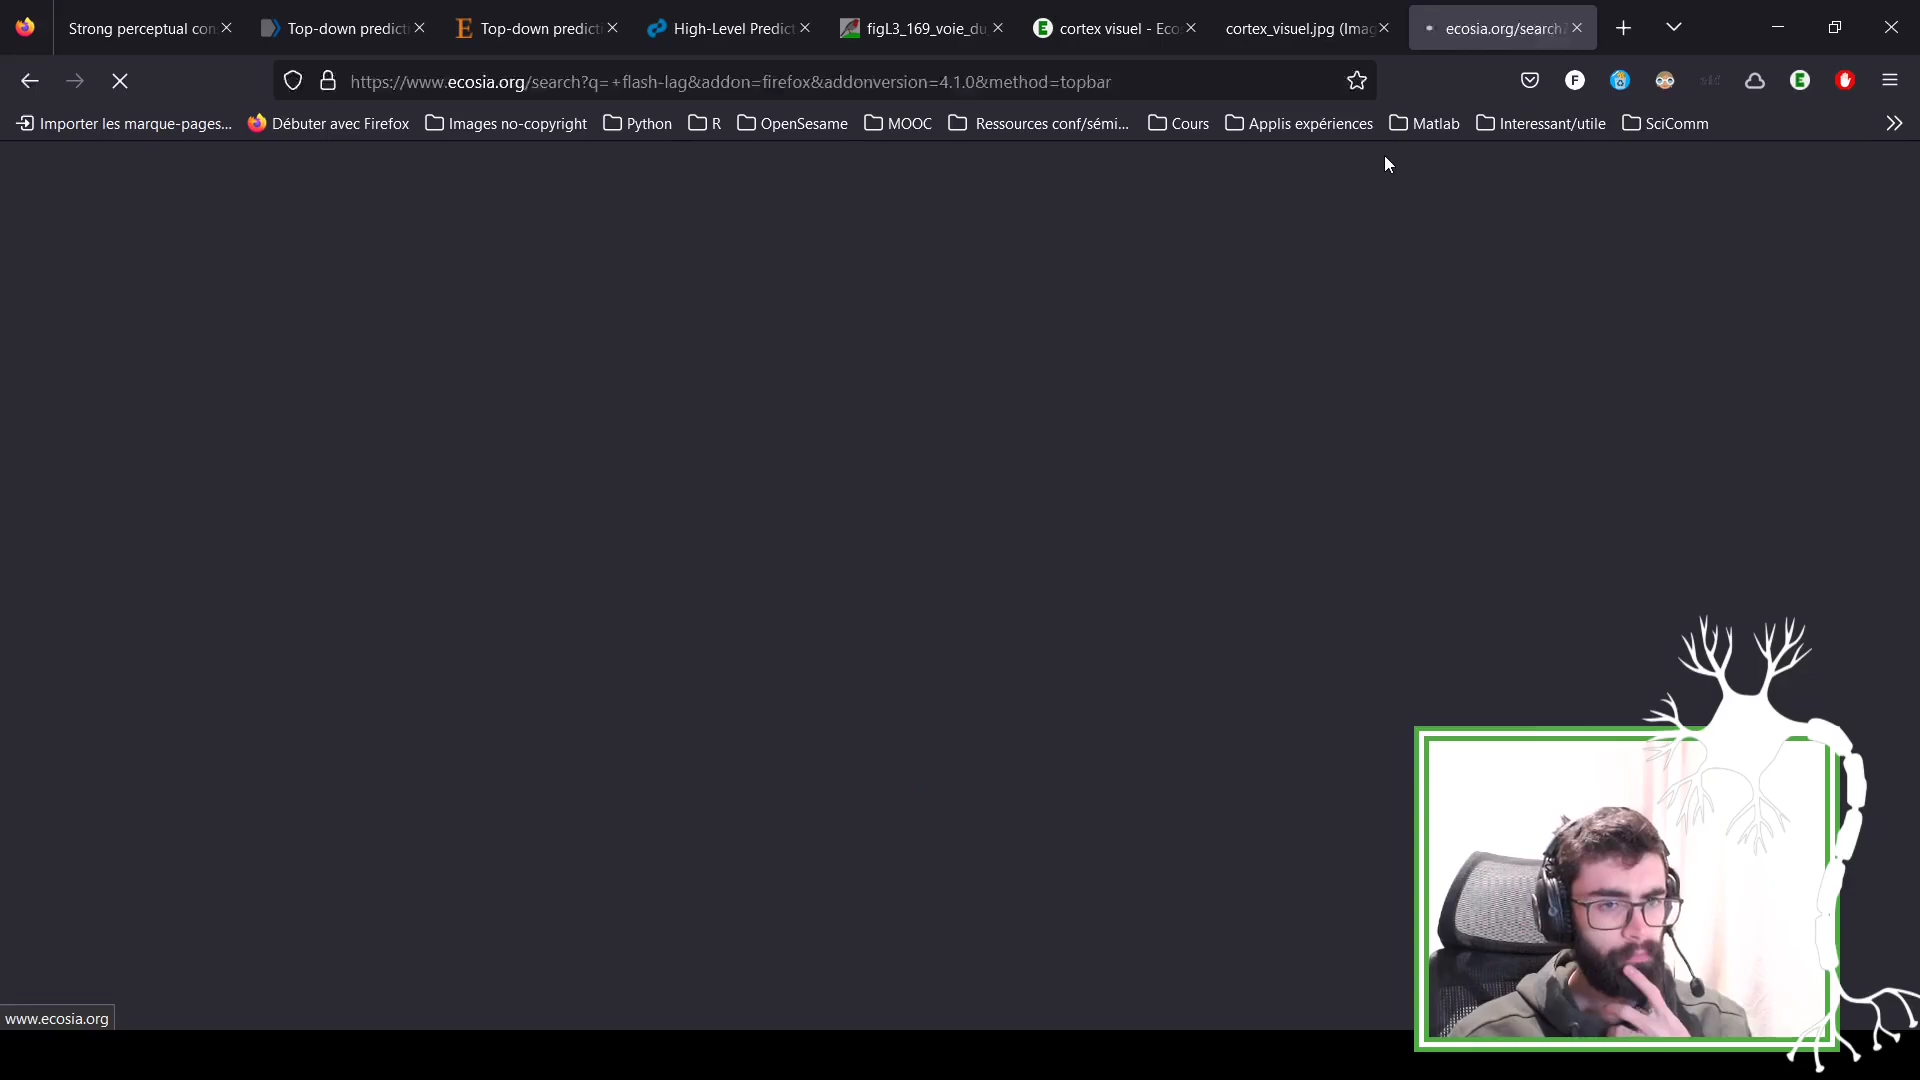 Strong perceptual con
Top-down predicti
Top-down predicti
High-Level Predict
figL3_169_voie_du
cortex visuel - Ecos
cortex_visuel.jpg (Imag
ecosia.org/search?
https://www.ecosia.org/search?q=+flash-lag&addon=firefox&addonversion=4.1.0&method=topbar
Importer les marque-pages...
Débuter avec Firefox
Images no-copyright
Python
R
OpenSesame
MOOC
Ressources conf/sémi...
Cours
Applis expériences
Matlab
Interessant/utile
SciComm
www.ecosia.org